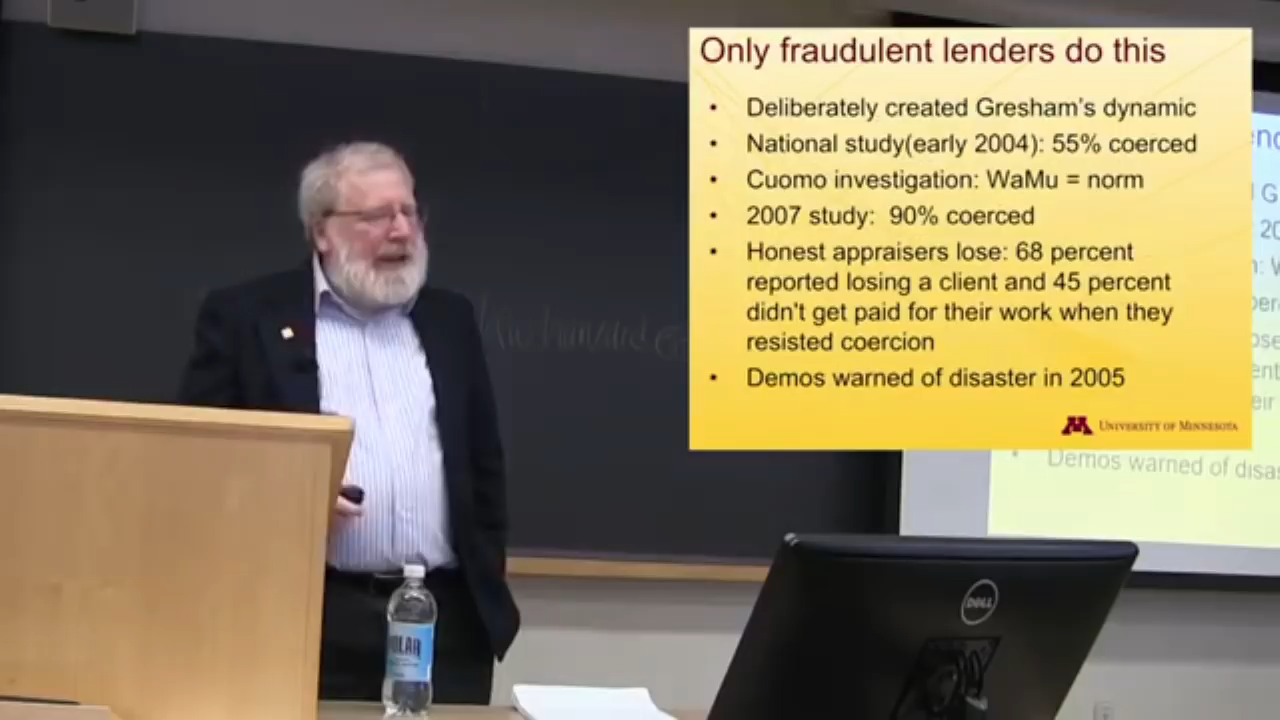 Only fraudulent lenders do this
• Deliberately created Gresham's dynamic
• National study(early 2004): 55% coerced
• Cuomo investigation: WaMu = norm
• 2007 study: 90% coerced
• Honest appraisers lose: 68 percent
reported losing a client and 45 percent
didn't get paid for their work when they
resisted coercion
• Demos warned of disaster in 2005
M UNIVERSITY OF MINNESOTA
• Demos warned of disas
DELL
OLAR